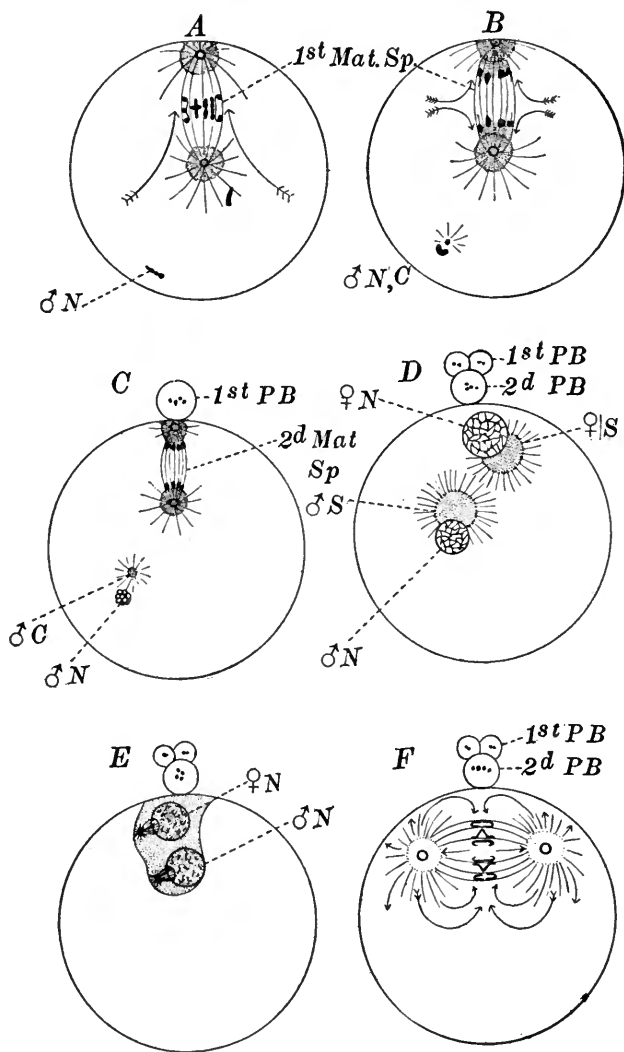 A
B
1st Mat. Sp
♂N
♂N, C
C
1st PB
2d Mat
Sp
♂C
♂N
D
1st PB
2d PB
♀N
♀S
♂S
♂N
E
♀N
♂N
F
1st PB
2d PB